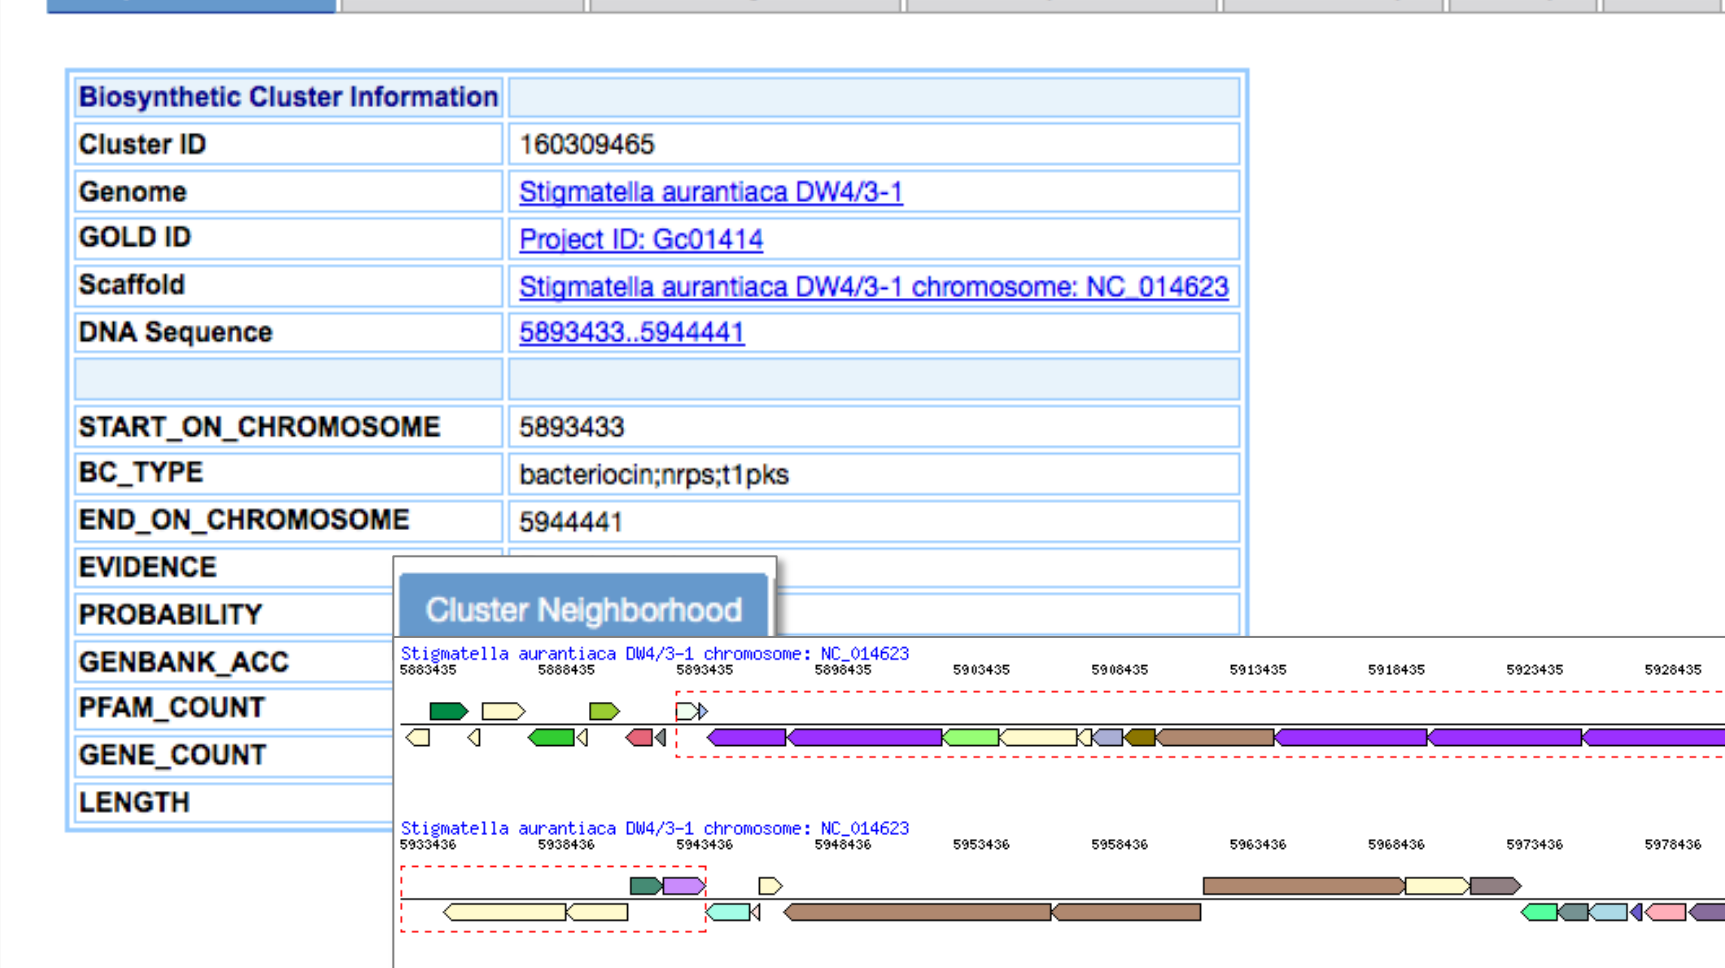 Biosynthetic Cluster Information
Cluster ID 160309465
Genome Stigmatella aurantiaca DW4/3-1
GOLD ID Project ID: Gc01414
Scaffold Stigmatella aurantiaca DW4/3-1 chromosome: NC_014623
DNA Sequence 5893433..5944441
START_ON_CHROMOSOME 5893433
BC_TYPE bacteriocin;nrps;t1pks
END_ON_CHROMOSOME 5944441
EVIDENCE
PROBABILITY
GENBANK_ACC
PFAM_COUNT
GENE_COUNT
LENGTH
Cluster Neighborhood
Stigmatella aurantiaca DW4/3-1 chromosome: NC_014623
5883435 5888435 5893435 5898435 5903435 5908435 5913435 5918435 5923435 5928435
Stigmatella aurantiaca DW4/3-1 chromosome: NC_014623
5933436 5938436 5943436 5948436 5953436 5958436 5963436 5968436 5973436 5978436